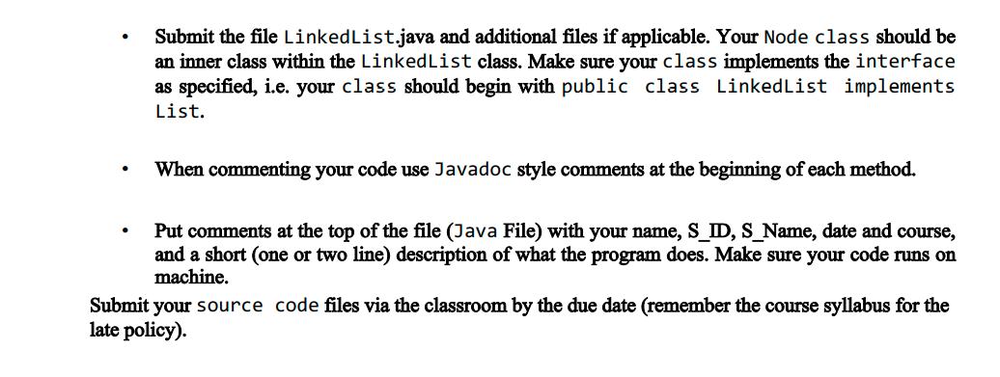 • Submit the file LinkedList.java and additional files if applicable. Your Node class should be
an inner class within the LinkedList class. Make sure your class implements the interface
as specified, i.e. your class should begin with public class LinkedList implements
List.
• When commenting your code use Javadoc style comments at the beginning of each method.
• Put comments at the top of the file (Java File) with your name, S_ID, S_Name, date and course,
and a short (one or two line) description of what the program does. Make sure your code runs on
machine.
Submit your source code files via the classroom by the due date (remember the course syllabus for the
late policy).